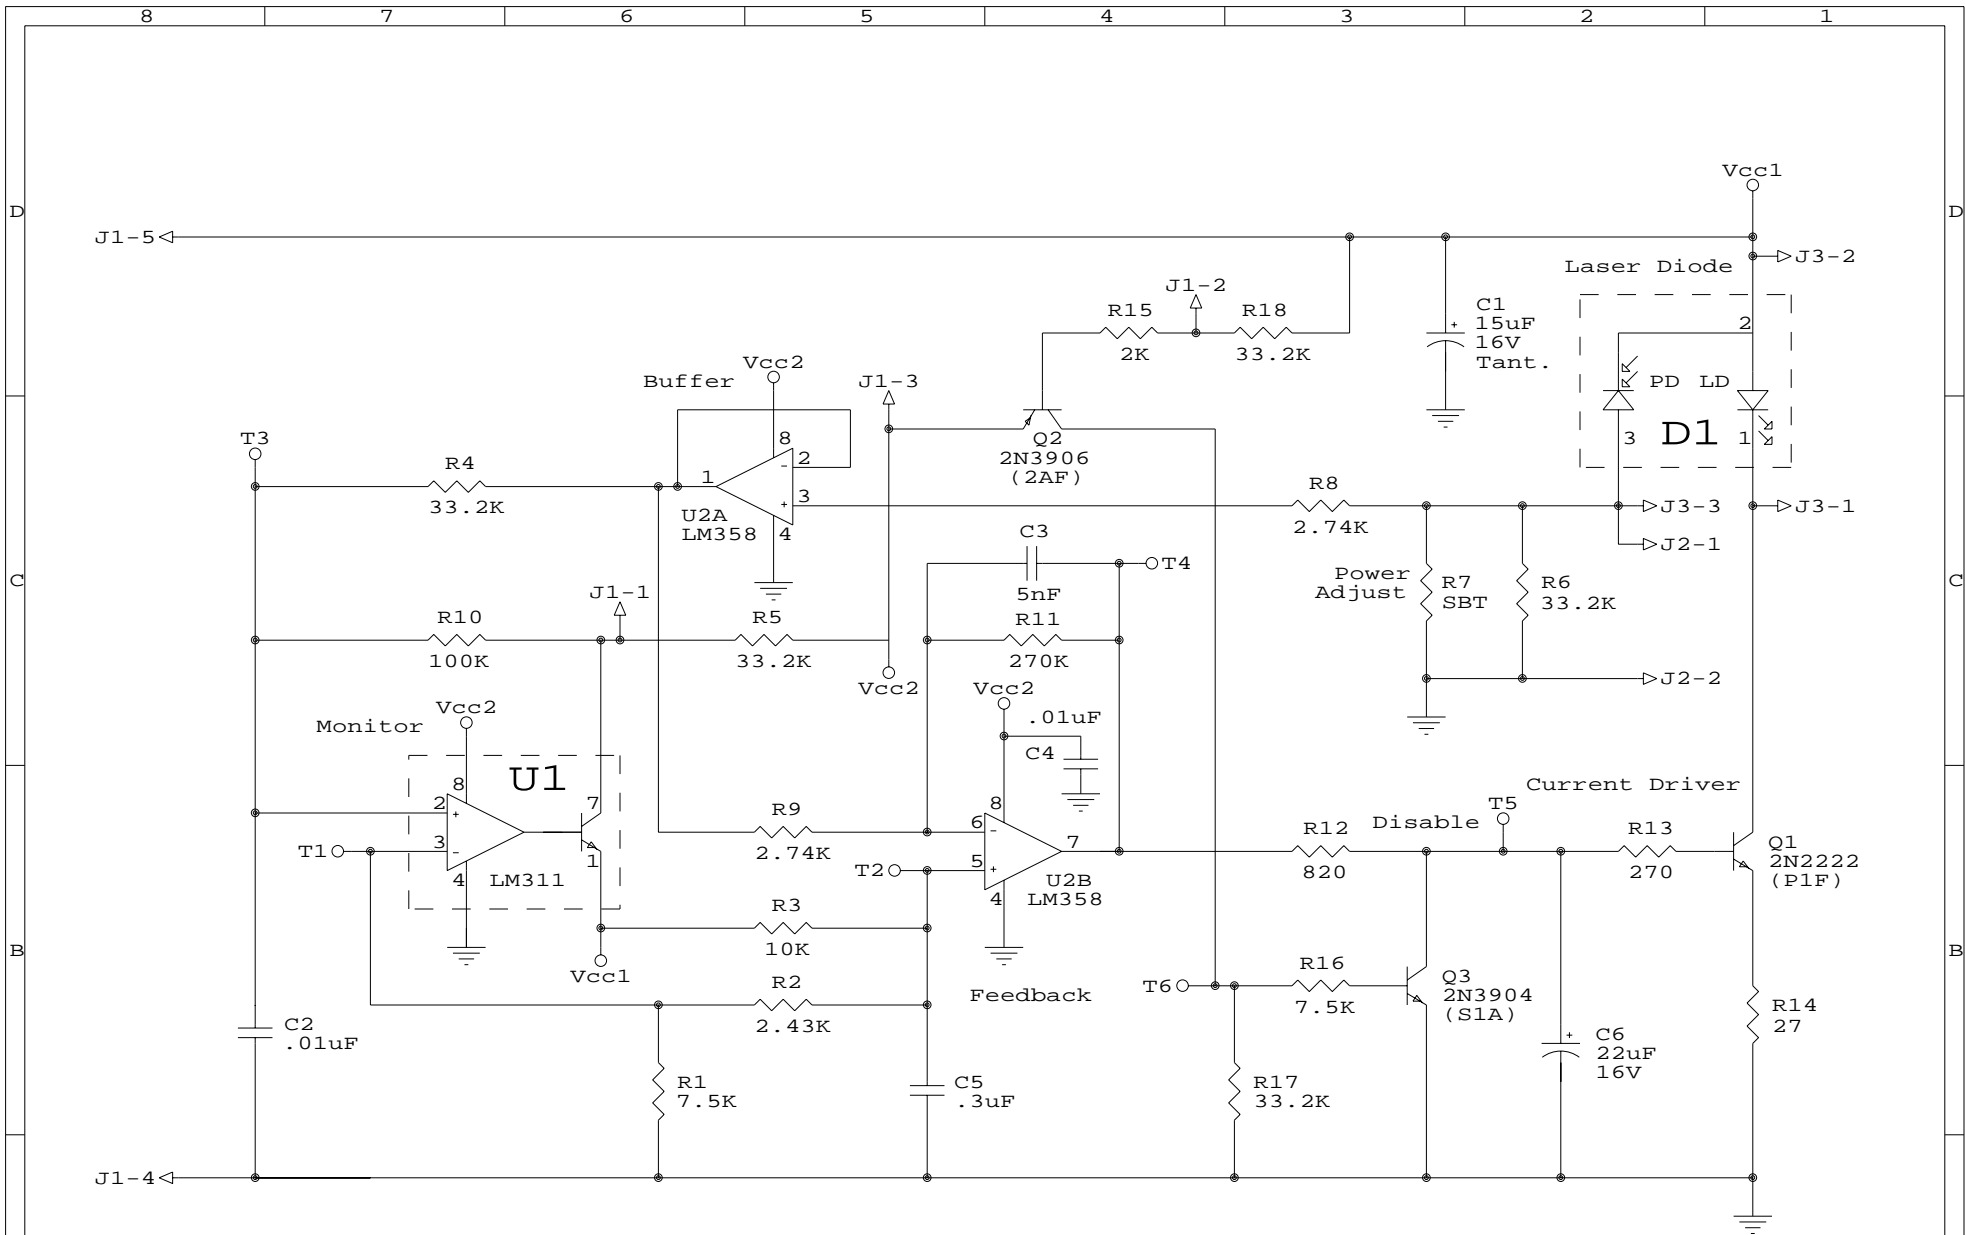 8 7 6 5 4 3 2 1
Vcc1
D D
J1-5
J3-2
Laser Diode
J1-2
R15 R18
2K 33.2K
C1
15uF
16V
Tant.
+
2
PD LD
D1
3 1
Buffer
Vcc2
J1-3
8
2
-
1
3
+
U2A
LM358
4
Q2
2N3906
(2AF)
T3
R4
33.2K
R8
2.74K
J3-3
J3-1
J2-1
C C
C3
5nF
T4
Power
Adjust
R7
SBT
R6
33.2K
J1-1
R10
100K
R5
33.2K
R11
270K
Vcc2
Vcc2
.01uF
C4
J2-2
Monitor
Vcc2
U1
8
2
+
3
-
4
7
1
LM311
T1
R9
2.74K
T2
8
6
-
5
+
7
4
U2B
LM358
R12
820
Disable
Current Driver
T5
R13
270
Q1
2N2222
(P1F)
B B
R3
10K
Vcc1
R2
2.43K
Feedback
T6
R16
7.5K
Q3
2N3904
(S1A)
R14
27
C2
.01uF
+
C6
22uF
16V
R1
7.5K
C5
.3uF
R17
33.2K
J1-4